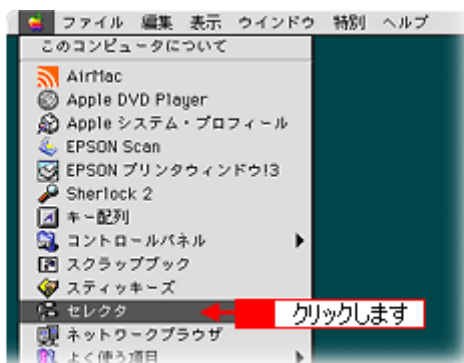 ファイル 編集 表示 ウインドウ 特別 ヘルプ
このコンピュータについて
AirMac
Apple DVD Player
Apple システム・プロフィール
EPSON Scan
EPSON プリンタウィンドウ!3
Sherlock 2
キー配列
コントロールパネル
スクラップブック
スティッキーズ
セレクタ クリックします
ネットワークブラウザ
よく使う項目